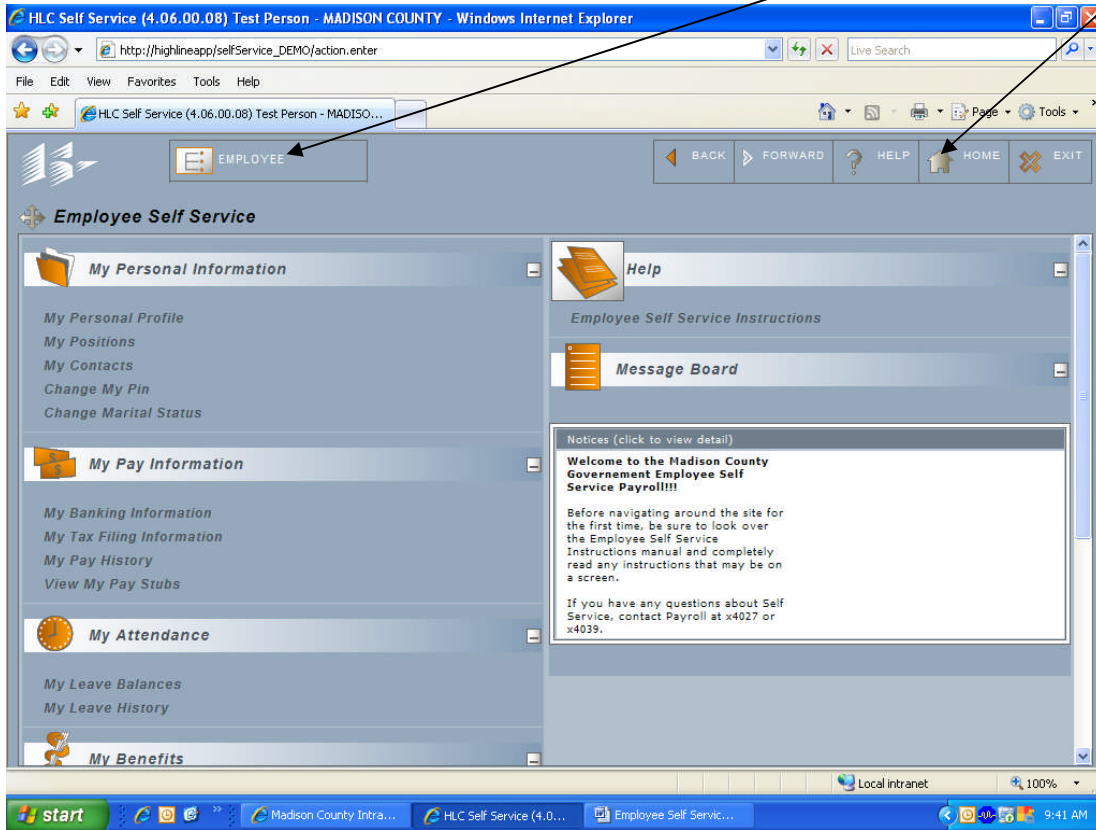 HLC Self Service (4.06.00.08) Test Person - MADISON COUNTY - Windows Internet Explorer
http://highlineapp/selfService_DEMO/action.enter
Live Search
File Edit View Favorites Tools Help
HLC Self Service (4.06.00.08) Test Person - MADISO...
Page Tools
EMPLOYEE
BACK FORWARD HELP HOME EXIT
Employee Self Service
My Personal Information
My Personal Profile
My Positions
My Contacts
Change My Pin
Change Marital Status
My Pay Information
My Banking Information
My Tax Filing Information
My Pay History
View My Pay Stubs
My Attendance
My Leave Balances
My Leave History
My Benefits
Help
Employee Self Service Instructions
Message Board
Notices (click to view detail)
Welcome to the Madison County
Governement Employee Self
Service Payroll!!!
Before navigating around the site for
the first time, be sure to look over
the Employee Self Service
Instructions manual and completely
read any instructions that may be on
a screen.
If you have any questions about Self
Service, contact Payroll at x4027 or
x4039.
Local intranet 100%
start
Madison County Intra...
HLC Self Service (4.0...
Employee Self Servic...
9:41 AM